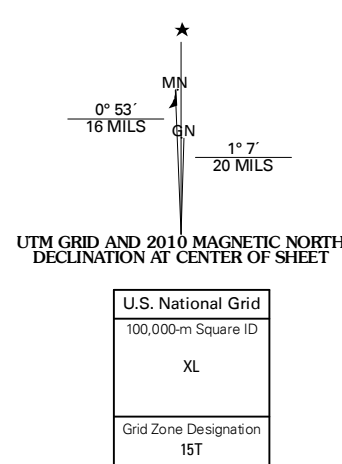 ★
MN
0° 53´
16 MILS
GN
1° 7´
20 MILS
UTM GRID AND 2010 MAGNETIC NORTH
DECLINATION AT CENTER OF SHEET
U.S. National Grid
100,000-m Square ID
XL
Grid Zone Designation
15T